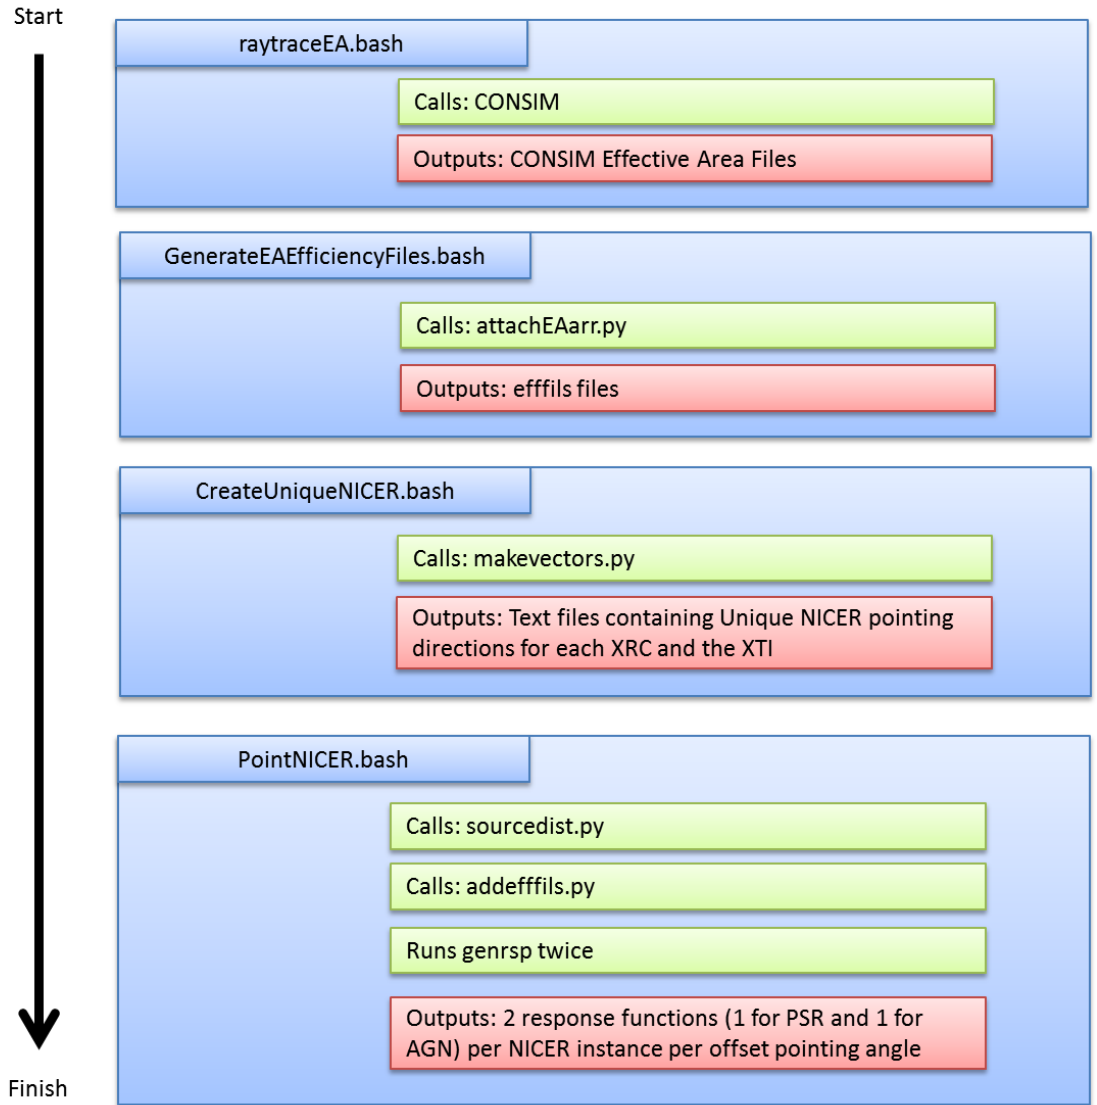 Start
raytraceEA.bash
Calls: CONSIM
Outputs: CONSIM Effective Area Files
GenerateEAEfficiencyFiles.bash
Calls: attachEAarr.py
Outputs: efffils files
CreateUniqueNICER.bash
Calls: makevectors.py
Outputs: Text files containing Unique NICER pointing
directions for each XRC and the XTI
PointNICER.bash
Calls: sourcedist.py
Calls: addefffils.py
Runs genrsp twice
Outputs: 2 response functions (1 for PSR and 1 for
AGN) per NICER instance per offset pointing angle
Finish